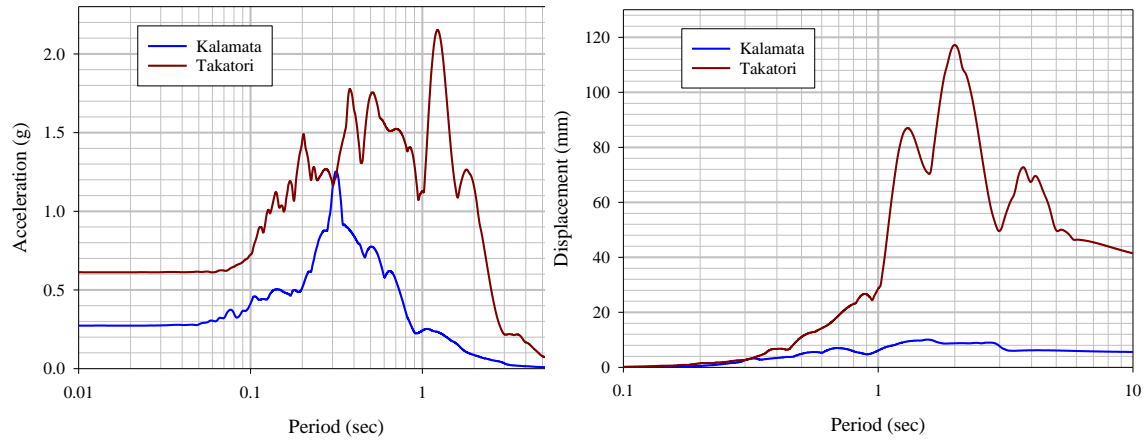 Kalamata
Takatori
Acceleration (g)
2.0
1.5
1.0
0.5
0.0
0.01
0.1
1
Period (sec)
Kalamata
Takatori
Displacement (mm)
120
100
80
60
40
20
0
0.1
1
10
Period (sec)